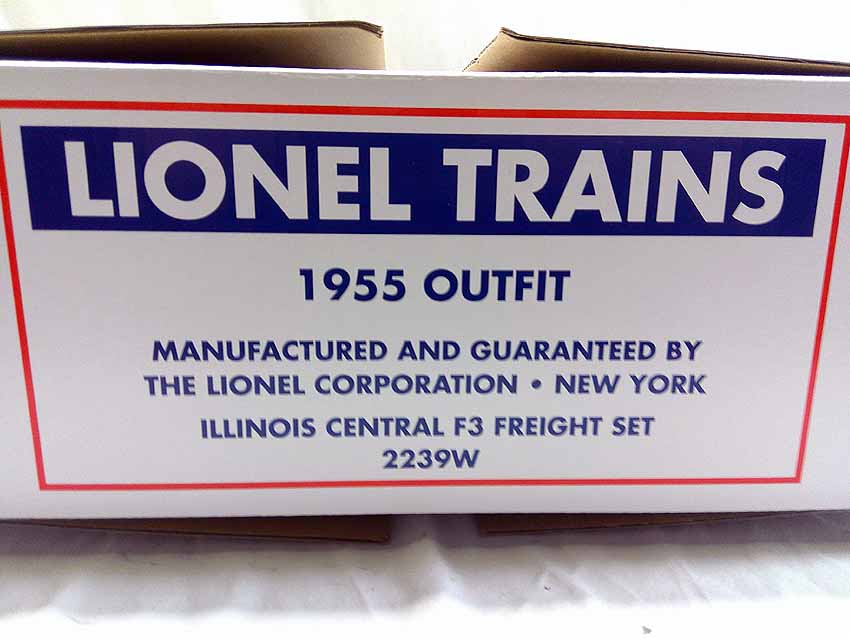 LIONEL TRAINS
1955 OUTFIT
MANUFACTURED AND GUARANTEED BY
THE LIONEL CORPORATION • NEW YORK
ILLINOIS CENTRAL F3 FREIGHT SET
2239W